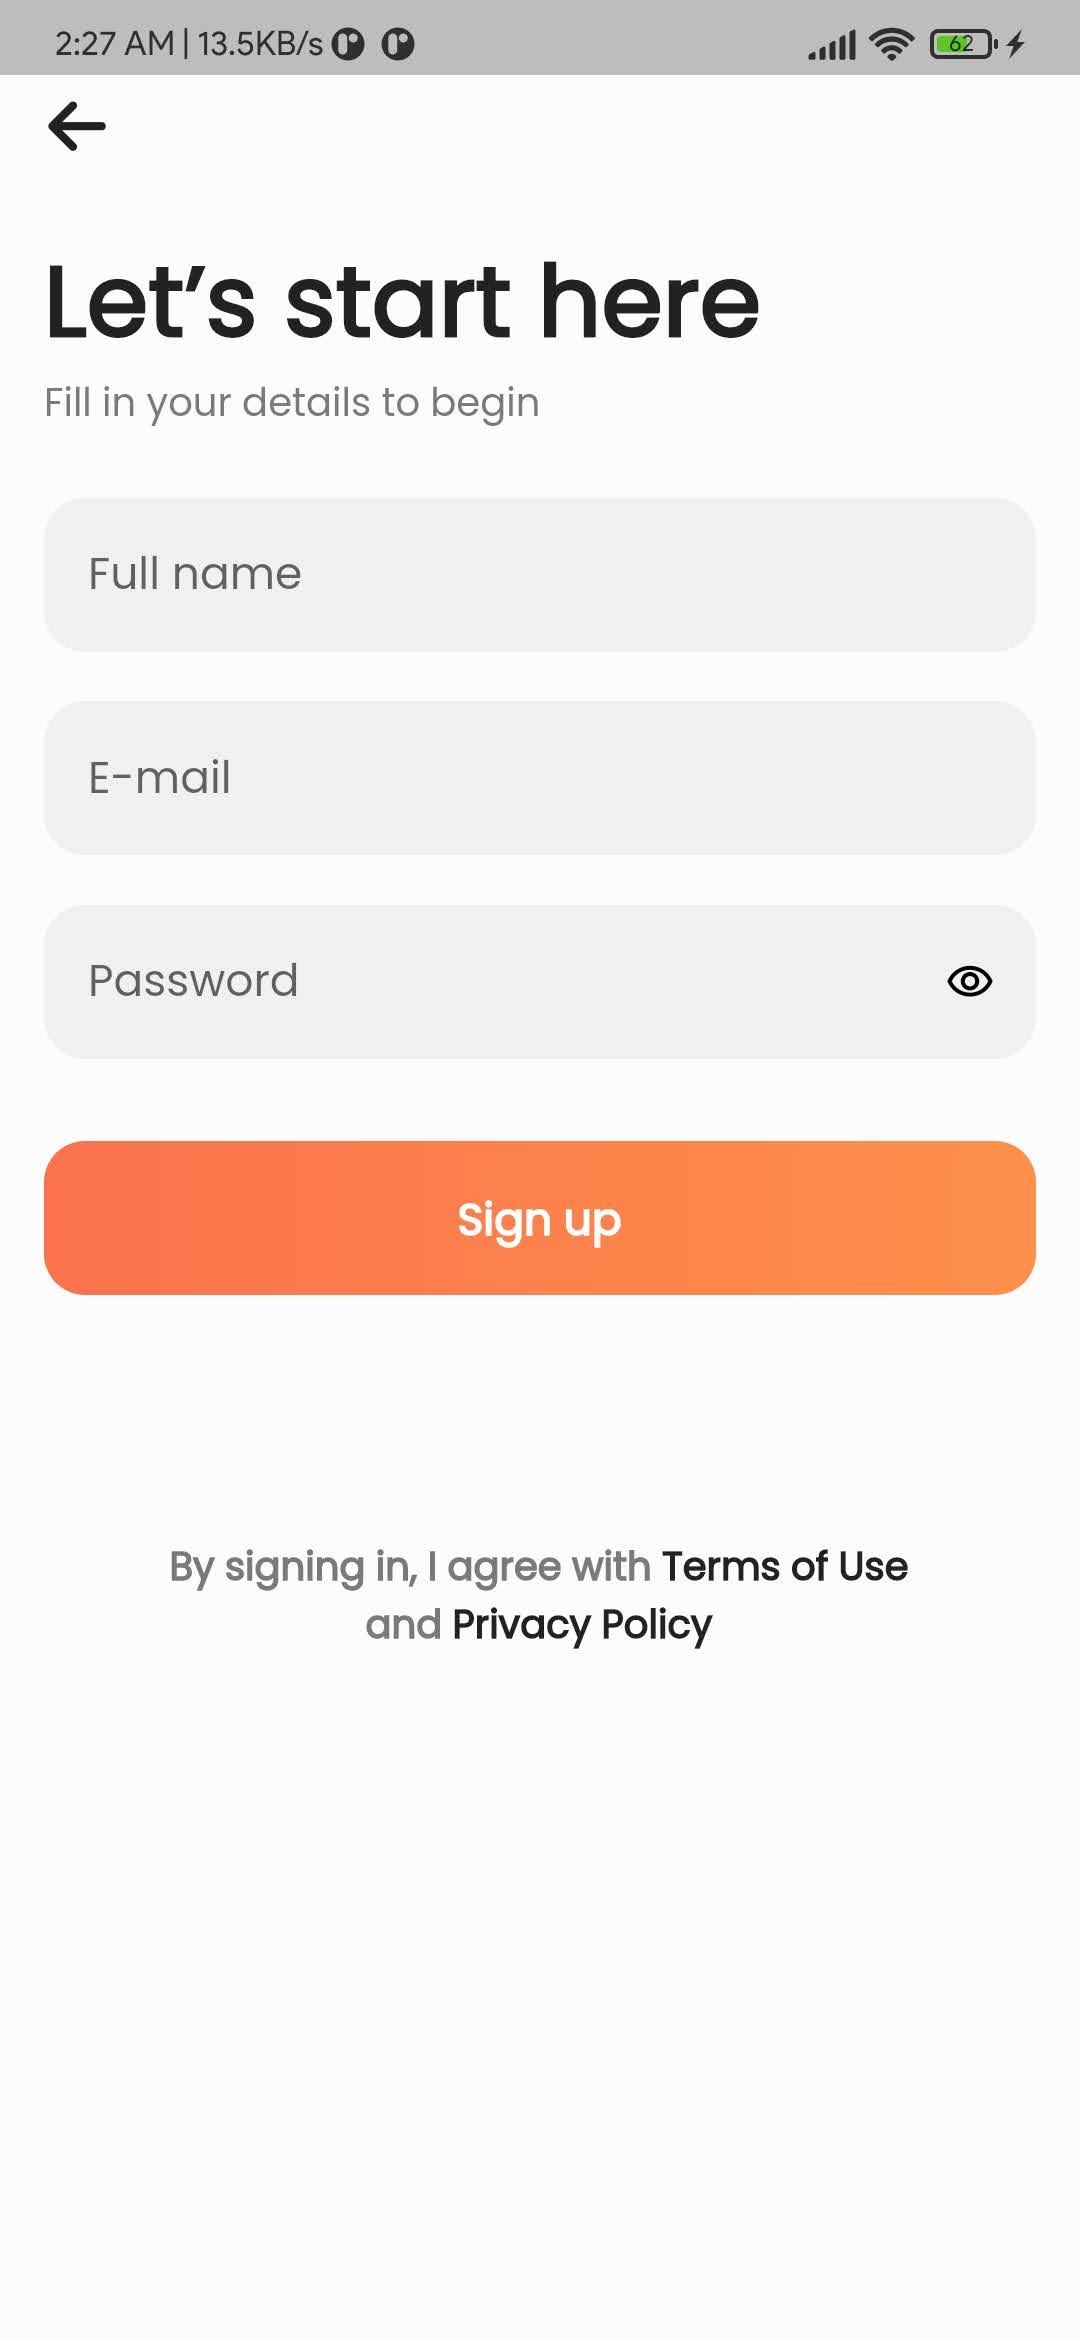 2:27 AM | 13.5KB/s
62
Let’s start here
Fill in your details to begin
Full name
E-mail
Password
Sign up
By signing in, I agree with Terms of Use
and Privacy Policy